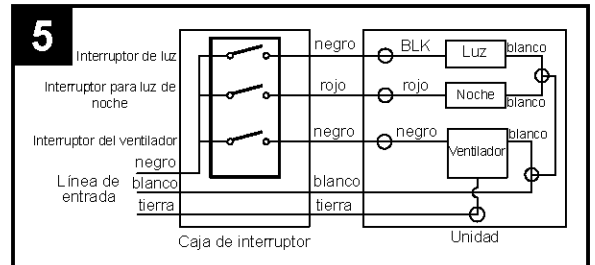 5
Interruptor de luz
negro
BLK
Luz
blanco
Interruptor para luz de
noche
rojo
rojo
Noche
blanco
Interruptor del ventilador
negro
negro
Ventilador
blanco
negro
Línea de
entrada
blanco
blanco
tierra
tierra
Caja de interruptor
Unidad